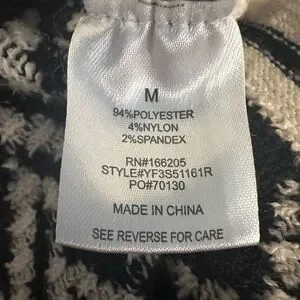 M
94%POLYESTER
4%NYLON
2%SPANDEX
RN#166205
STYLE#YF3S51161R
PO#70130
MADE IN CHINA
SEE REVERSE FOR CARE